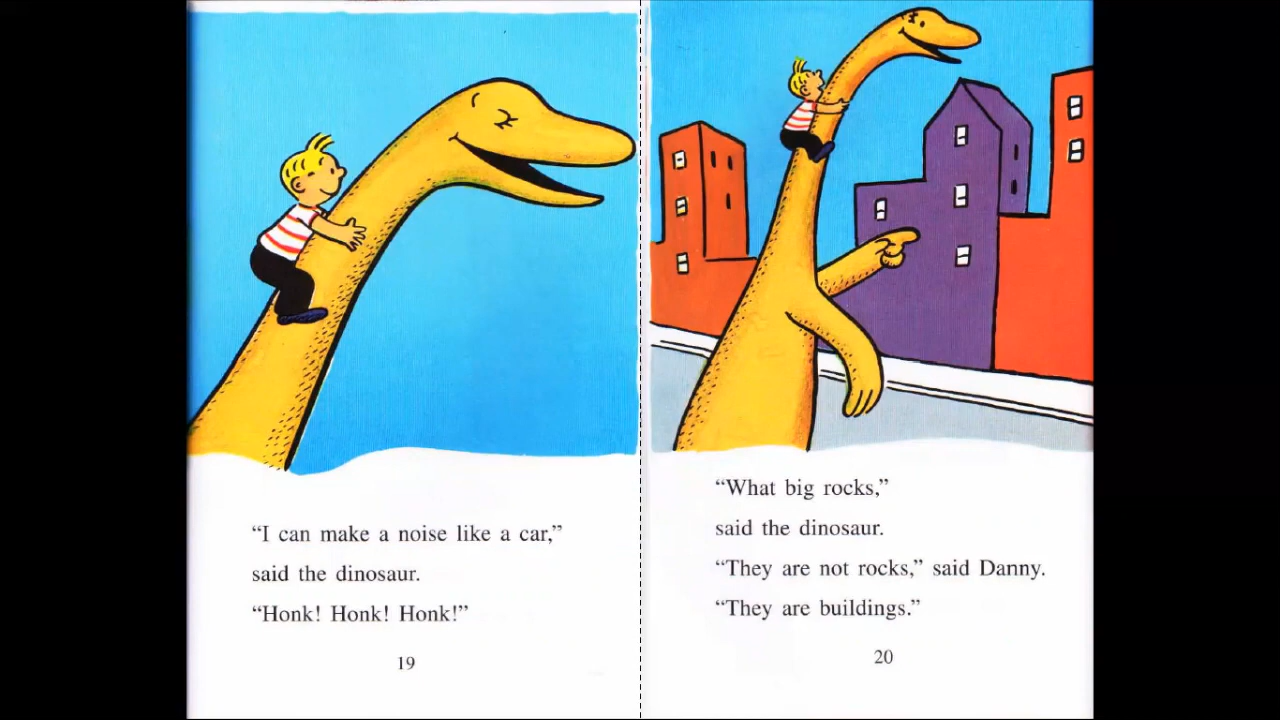 “I can make a noise like a car,”
said the dinosaur.
“Honk! Honk! Honk!”
19
“What big rocks,”
said the dinosaur.
“They are not rocks,” said Danny.
“They are buildings.”
20